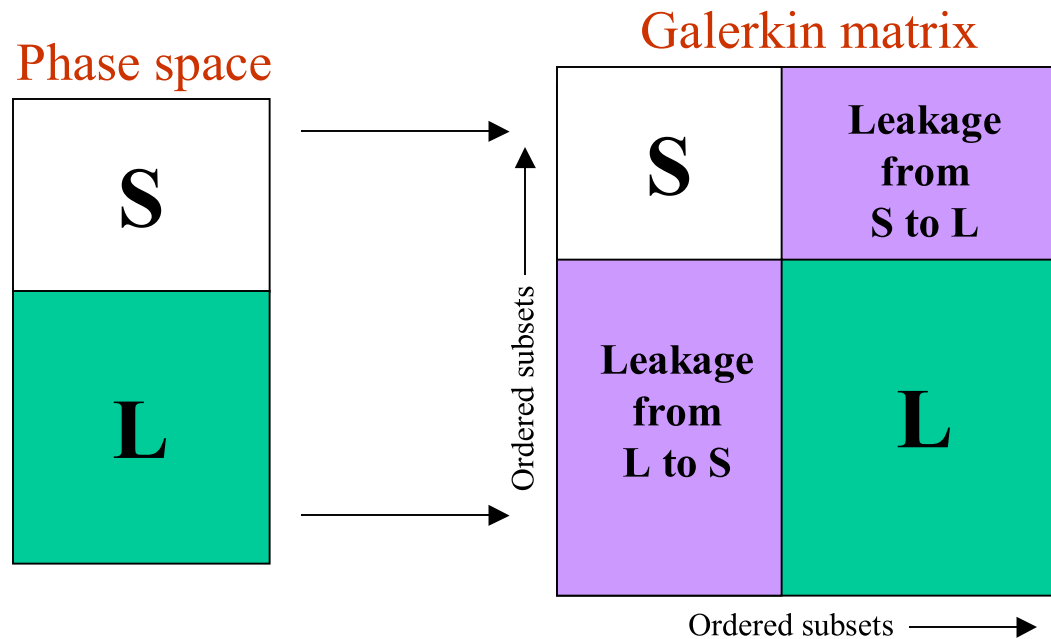 Phase space
S
L
Ordered subsets
Galerkin matrix
S
Leakage
from
S to L
Leakage
from
L to S
L
Ordered subsets